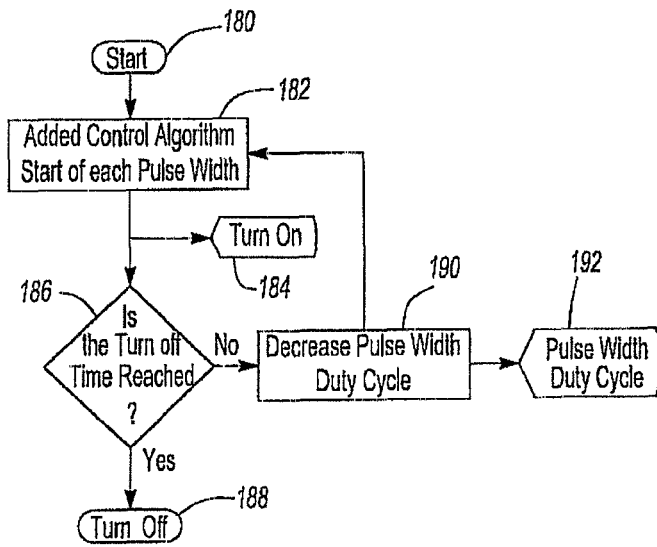 180
Start
182
Added Control Algorithm
Start of each Pulse Width
Turn On
184
186
Is
the Turn off
Time Reached
?
No
190
Decrease Pulse Width
Duty Cycle
192
Pulse Width
Duty Cycle
Yes
188
Turn Off